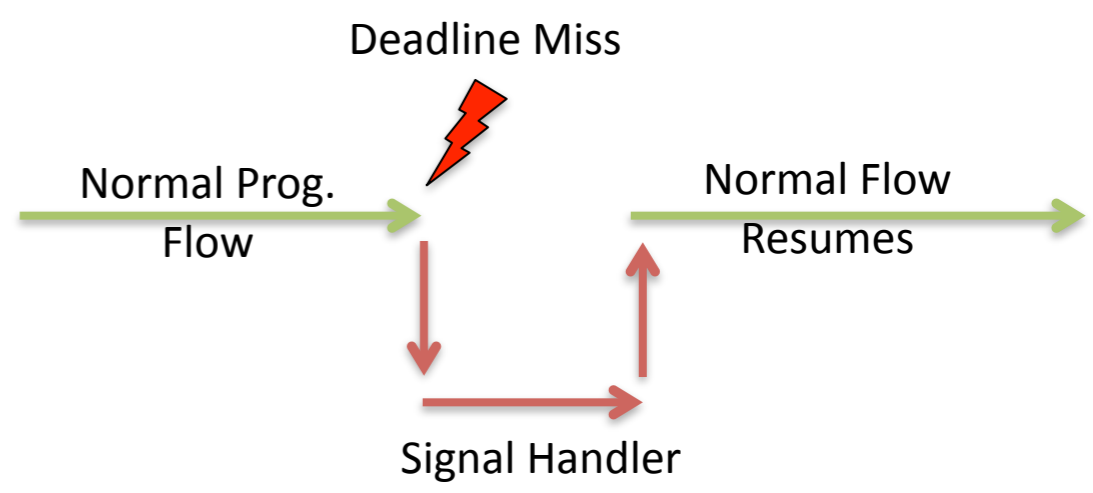 Deadline Miss
Normal Prog.
Flow
Normal Flow
Resumes
Signal Handler